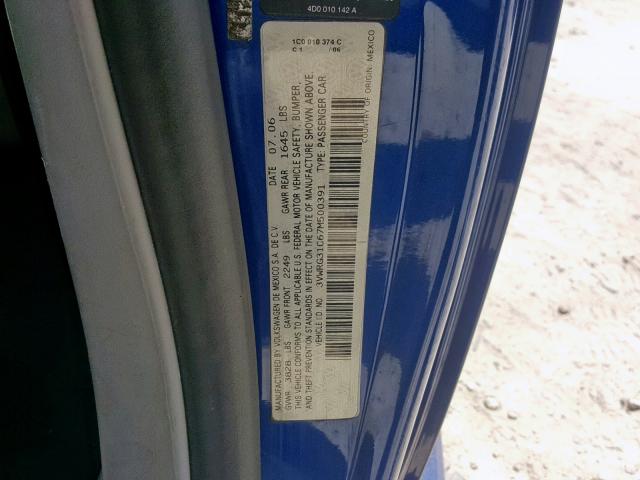 4D0 010 142 A
1C0 010 374 C
C 1 /06
MANUFACTURED BY VOLKSWAGEN DE MEXICO S.A. DE C.V. DATE 07.06
GVWR 3828 LBS GAWR FRONT 2249 LBS GAWR REAR 1645 LBS
THIS VEHICLE CONFORMS TO ALL APPLICABLE U.S. FEDERAL MOTOR VEHICLE SAFETY, BUMPER,
AND THEFT PREVENTION STANDARDS IN EFFECT ON THE DATE OF MANUFACTURE SHOWN ABOVE.
VEHICLE ID NO.: 3VWRG31C67M500391 TYPE: PASSENGER CAR
COUNTRY OF ORIGIN: MEXICO